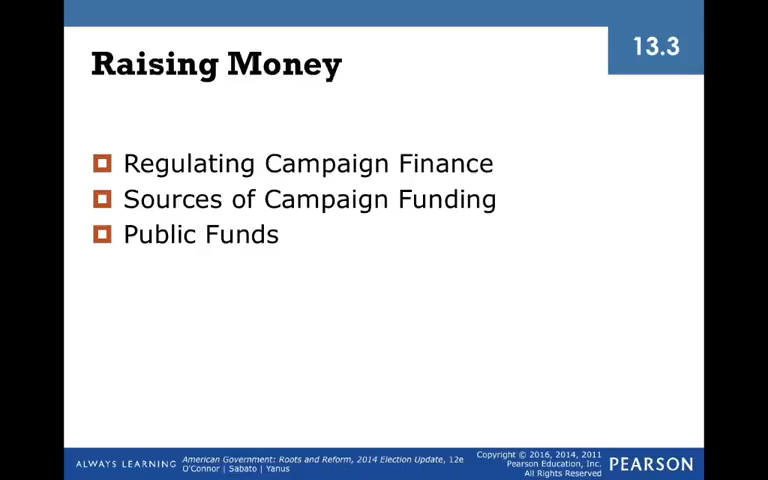 13.3
Raising Money
Regulating Campaign Finance
Sources of Campaign Funding
Public Funds
ALWAYS LEARNING
American Government: Roots and Reform, 2014 Election Update, 12e
O'Connor | Sabato | Yanus
Copyright © 2016, 2014, 2011
Pearson Education, Inc.
All Rights Reserved
PEARSON